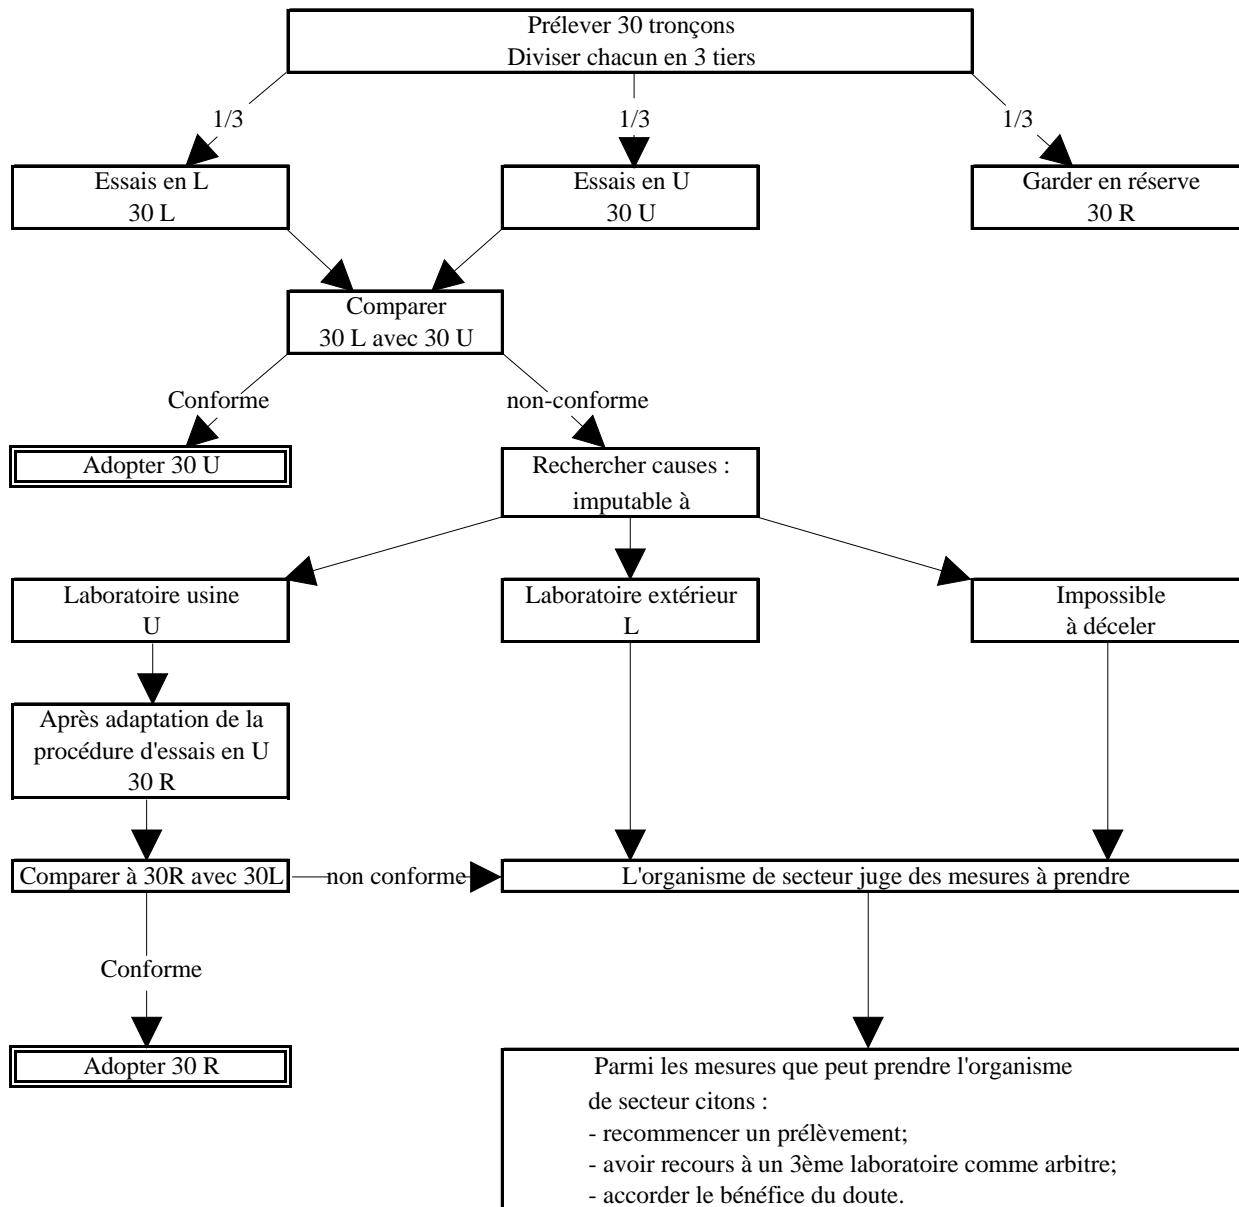 Prélever 30 tronçons
Diviser chacun en 3 tiers
1/3
1/3
1/3
Essais en L
30 L
Essais en U
30 U
Garder en réserve
30 R
Comparer
30 L avec 30 U
Conforme
non-conforme
Adopter 30 U
Rechercher causes :
imputable à
Laboratoire usine
U
Laboratoire extérieur
L
Impossible
à déceler
Après adaptation de la
procédure d'essais en U
30 R
Comparer à 30R avec 30L
non conforme
L'organisme de secteur juge des mesures à prendre
Conforme
Adopter 30 R
Parmi les mesures que peut prendre l'organisme
de secteur citons :
- recommencer un prélèvement;
- avoir recours à un 3ème laboratoire comme arbitre;
- accorder le bénéfice du doute.